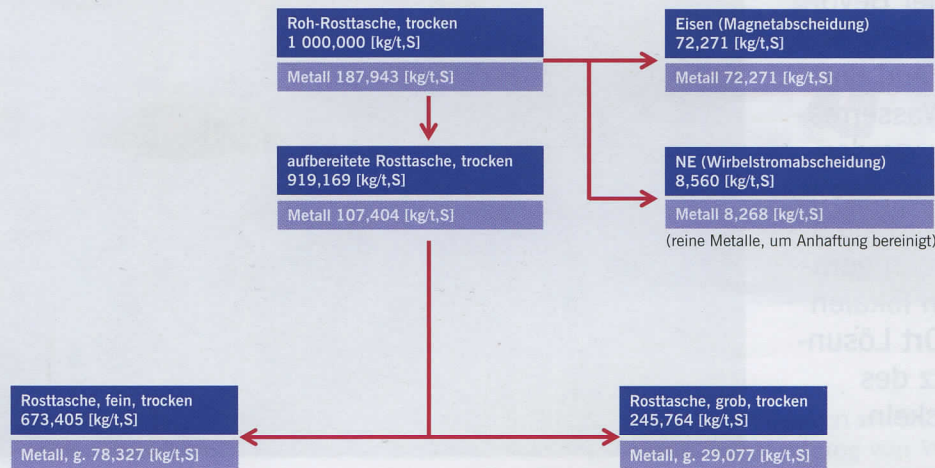 Roh-Rosttasche, trocken
1 000,000 [kg/t,S]
Metall 187,943 [kg/t,S]
Eisen (Magnetabscheidung)
72,271 [kg/t,S]
Metall 72,271 [kg/t,S]
aufbereitete Rosttasche, trocken
919,169 [kg/t,S]
Metall 107,404 [kg/t,S]
NE (Wirbelstromabscheidung)
8,560 [kg/t,S]
Metall 8,268 [kg/t,S]
(reine Metalle, um Anhaftung bereinigt)
Rosttasche, fein, trocken
673,405 [kg/t,S]
Metall, g. 78,327 [kg/t,S]
Rosttasche, grob, trocken
245,764 [kg/t,S]
Metall, g. 29,077 [kg/t,S]